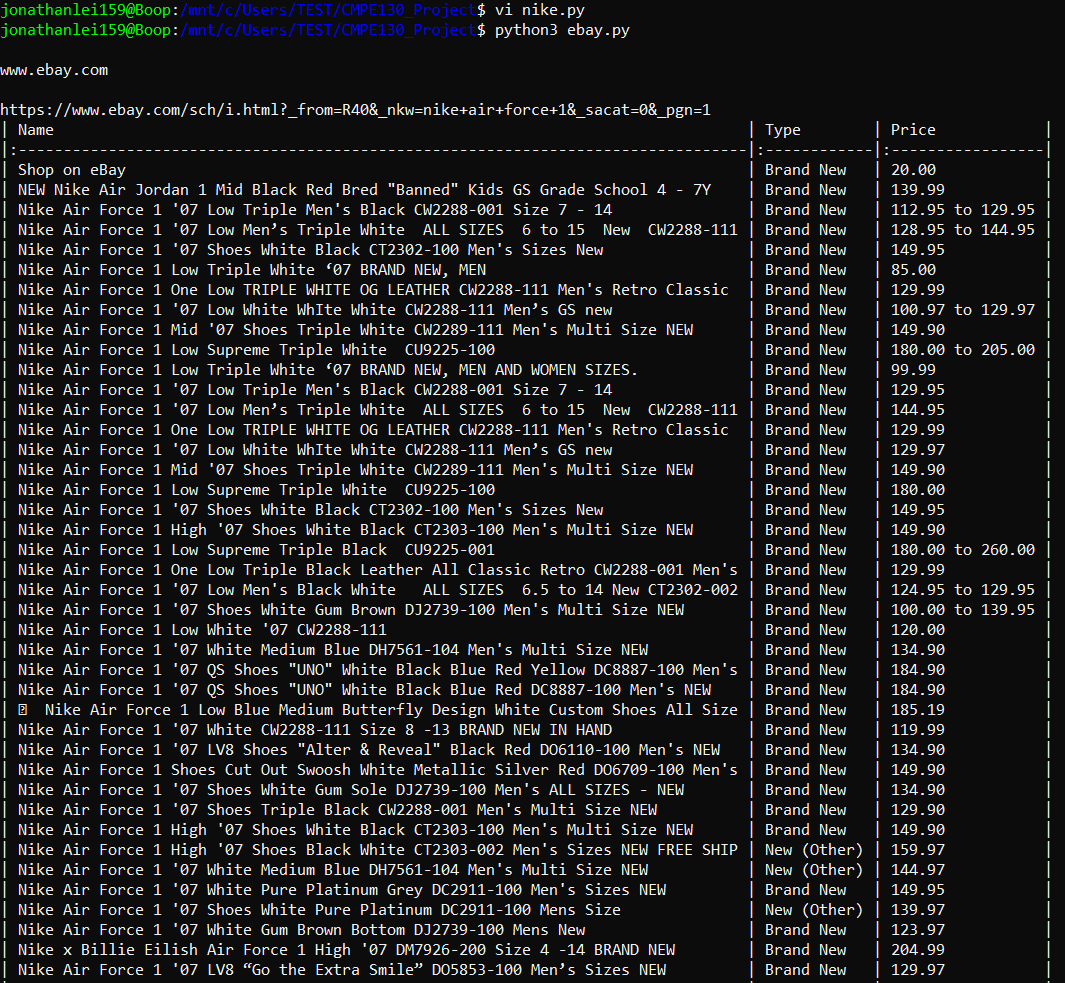 jonathanlei159@Boop:/mnt/c/Users/TEST/CMPE130_Project$ vi nike.py
jonathanlei159@Boop:/mnt/c/Users/TEST/CMPE130_Project$ python3 ebay.py
www.ebay.com
https://www.ebay.com/sch/i.html?_from=R40&_nkw=nike+air+force+1&_sacat=0&_pgn=1
| Name | Type | Price |
|:---------------------------------------------------------------------------------|:------------|:-----------------|
| Shop on eBay | Brand New | 20.00 |
| NEW Nike Air Jordan 1 Mid Black Red Bred "Banned" Kids GS Grade School 4 - 7Y | Brand New | 139.99 |
| Nike Air Force 1 '07 Low Triple Men's Black CW2288-001 Size 7 - 14 | Brand New | 112.95 to 129.95 |
| Nike Air Force 1 '07 Low Men’s Triple White  ALL SIZES  6 to 15  New  CW2288-111 | Brand New | 128.95 to 144.95 |
| Nike Air Force 1 '07 Shoes White Black CT2302-100 Men's Sizes New | Brand New | 149.95 |
| Nike Air Force 1 Low Triple White ‘07 BRAND NEW, MEN | Brand New | 85.00 |
| Nike Air Force 1 One Low TRIPLE WHITE OG LEATHER CW2288-111 Men's Retro Classic | Brand New | 129.99 |
| Nike Air Force 1 '07 Low White WhIte White CW2288-111 Men’s GS new | Brand New | 100.97 to 129.97 |
| Nike Air Force 1 Mid '07 Shoes Triple White CW2289-111 Men's Multi Size NEW | Brand New | 149.90 |
| Nike Air Force 1 Low Supreme Triple White  CU9225-100 | Brand New | 180.00 to 205.00 |
| Nike Air Force 1 Low Triple White ‘07 BRAND NEW, MEN AND WOMEN SIZES. | Brand New | 99.99 |
| Nike Air Force 1 '07 Low Triple Men's Black CW2288-001 Size 7 - 14 | Brand New | 129.95 |
| Nike Air Force 1 '07 Low Men’s Triple White  ALL SIZES  6 to 15  New  CW2288-111 | Brand New | 144.95 |
| Nike Air Force 1 One Low TRIPLE WHITE OG LEATHER CW2288-111 Men's Retro Classic | Brand New | 129.99 |
| Nike Air Force 1 '07 Low White WhIte White CW2288-111 Men’s GS new | Brand New | 129.97 |
| Nike Air Force 1 Mid '07 Shoes Triple White CW2289-111 Men's Multi Size NEW | Brand New | 149.90 |
| Nike Air Force 1 Low Supreme Triple White  CU9225-100 | Brand New | 180.00 |
| Nike Air Force 1 '07 Shoes White Black CT2302-100 Men's Sizes New | Brand New | 149.95 |
| Nike Air Force 1 High '07 Shoes White Black CT2303-100 Men's Multi Size NEW | Brand New | 149.90 |
| Nike Air Force 1 Low Supreme Triple Black  CU9225-001 | Brand New | 180.00 to 260.00 |
| Nike Air Force 1 One Low Triple Black Leather All Classic Retro CW2288-001 Men's | Brand New | 129.99 |
| Nike Air Force 1 '07 Low Men's Black White   ALL SIZES  6.5 to 14 New CT2302-002 | Brand New | 124.95 to 129.95 |
| Nike Air Force 1 '07 Shoes White Gum Brown DJ2739-100 Men's Multi Size NEW | Brand New | 100.00 to 139.95 |
| Nike Air Force 1 Low White '07 CW2288-111 | Brand New | 120.00 |
| Nike Air Force 1 '07 White Medium Blue DH7561-104 Men's Multi Size NEW | Brand New | 134.90 |
| Nike Air Force 1 '07 QS Shoes "UNO" White Black Blue Red Yellow DC8887-100 Men's | Brand New | 184.90 |
| Nike Air Force 1 '07 QS Shoes "UNO" White Black Blue Red DC8887-100 Men's NEW | Brand New | 184.90 |
| Nike Air Force 1 Low Blue Medium Butterfly Design White Custom Shoes All Size | Brand New | 185.19 |
| Nike Air Force 1 '07 White CW2288-111 Size 8 -13 BRAND NEW IN HAND | Brand New | 119.99 |
| Nike Air Force 1 '07 LV8 Shoes "Alter & Reveal" Black Red DO6110-100 Men's NEW | Brand New | 134.90 |
| Nike Air Force 1 Shoes Cut Out Swoosh White Metallic Silver Red DO6709-100 Men's | Brand New | 149.90 |
| Nike Air Force 1 '07 Shoes White Gum Sole DJ2739-100 Men's ALL SIZES - NEW | Brand New | 134.90 |
| Nike Air Force 1 '07 Shoes Triple Black CW2288-001 Men's Multi Size NEW | Brand New | 129.90 |
| Nike Air Force 1 High '07 Shoes White Black CT2303-100 Men's Multi Size NEW | Brand New | 149.90 |
| Nike Air Force 1 High '07 Shoes Black White CT2303-002 Men's Sizes NEW FREE SHIP | New (Other) | 159.97 |
| Nike Air Force 1 '07 White Medium Blue DH7561-104 Men's Multi Size NEW | New (Other) | 144.97 |
| Nike Air Force 1 '07 White Pure Platinum Grey DC2911-100 Men's Sizes NEW | Brand New | 149.95 |
| Nike Air Force 1 '07 Shoes White Pure Platinum DC2911-100 Mens Size | New (Other) | 139.97 |
| Nike Air Force 1 '07 White Gum Brown Bottom DJ2739-100 Mens New | Brand New | 123.97 |
| Nike x Billie Eilish Air Force 1 High '07 DM7926-200 Size 4 -14 BRAND NEW | Brand New | 204.99 |
| Nike Air Force 1 '07 LV8 “Go the Extra Smile” DO5853-100 Men’s Sizes NEW | Brand New | 129.97 |